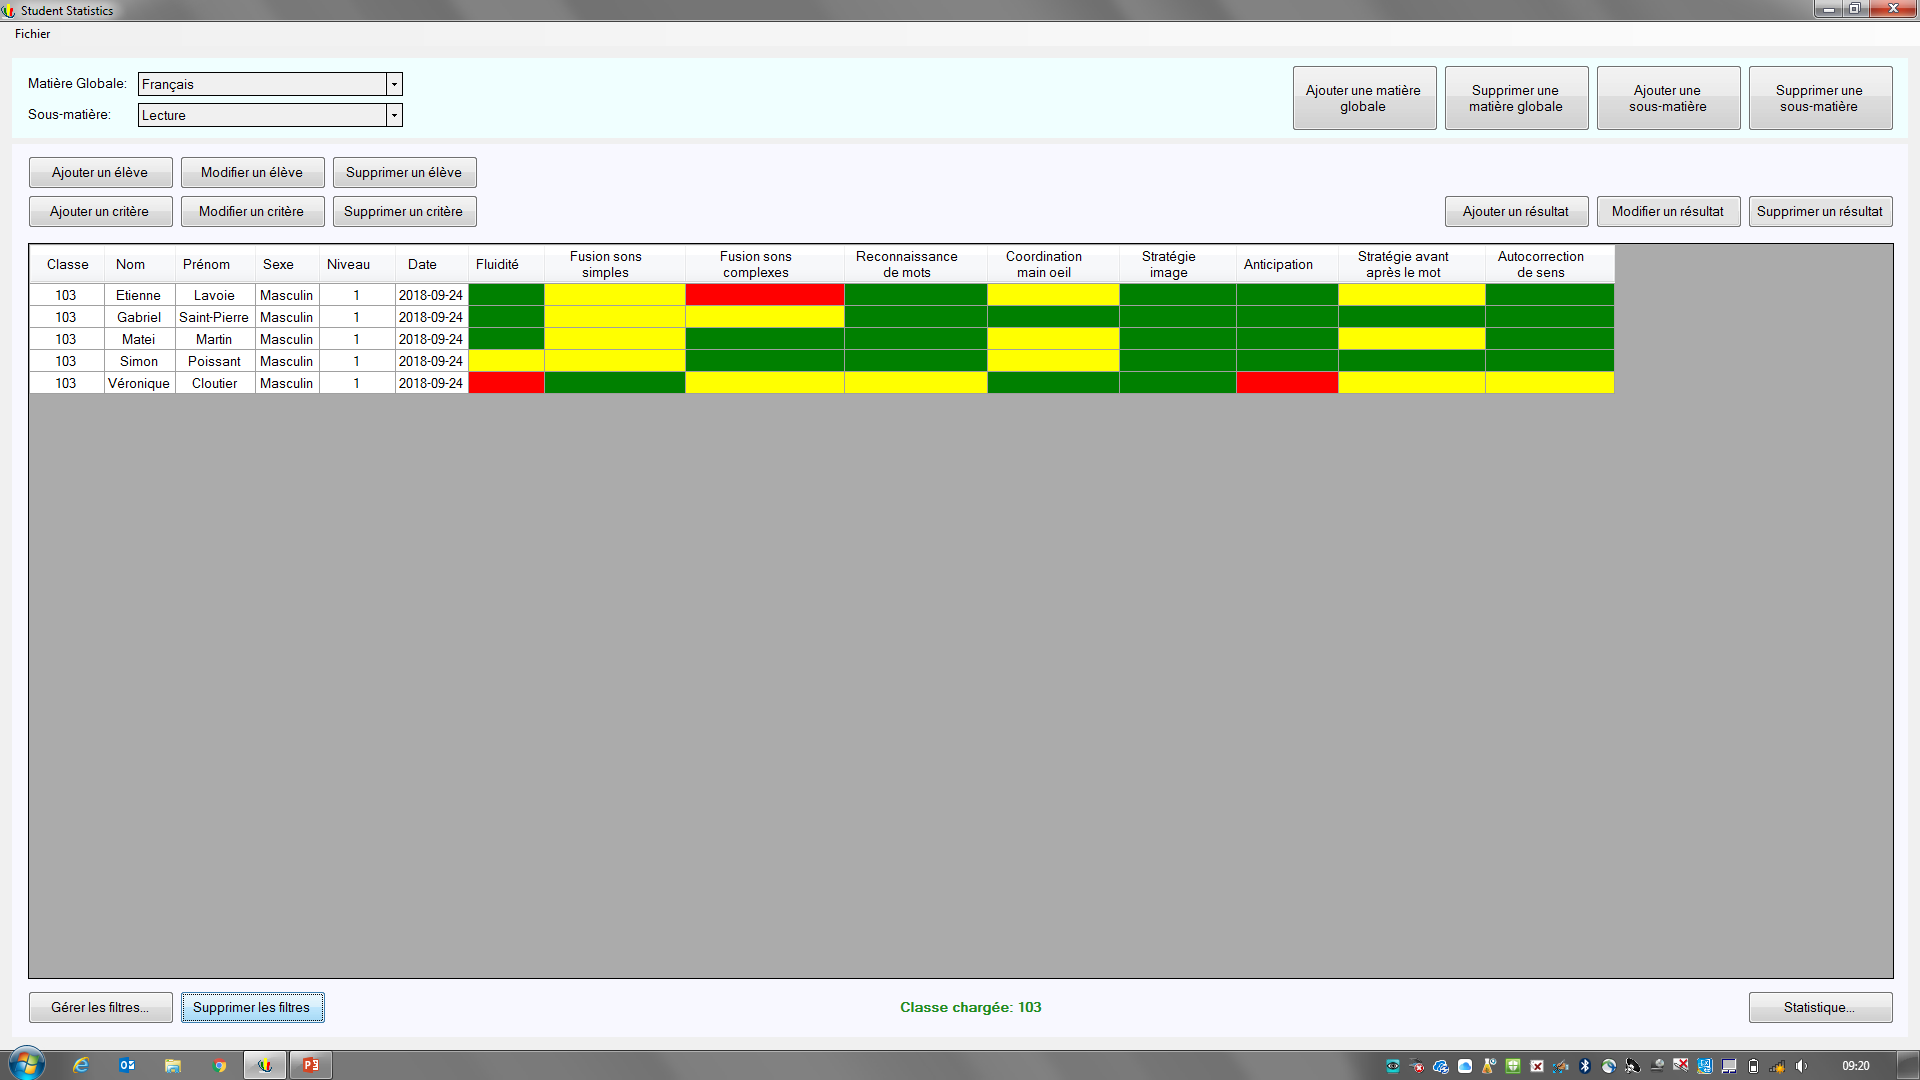 Student Statistics
Fichier
Matière Globale: Français
Sous-matière: Lecture
Ajouter une matière
globale
Supprimer une
matière globale
Ajouter une
sous-matière
Supprimer une
sous-matière
Ajouter un élève Modifier un élève Supprimer un élève
Ajouter un critère Modifier un critère Supprimer un critère
Ajouter un résultat Modifier un résultat Supprimer un résultat
Classe Nom Prénom Sexe Niveau Date Fluidité
Fusion sons
simples
Fusion sons
complexes
Reconnaissance
de mots
Coordination
main oeil
Stratégie
image
Anticipation
Stratégie avant
après le mot
Autocorrection
de sens
103 Etienne Lavoie Masculin 1 2018-09-24
103 Gabriel Saint-Pierre Masculin 1 2018-09-24
103 Matei Martin Masculin 1 2018-09-24
103 Simon Poissant Masculin 1 2018-09-24
103 Véronique Cloutier Masculin 1 2018-09-24
Gérer les filtres... Supprimer les filtres Classe chargée: 103 Statistique...
09:20